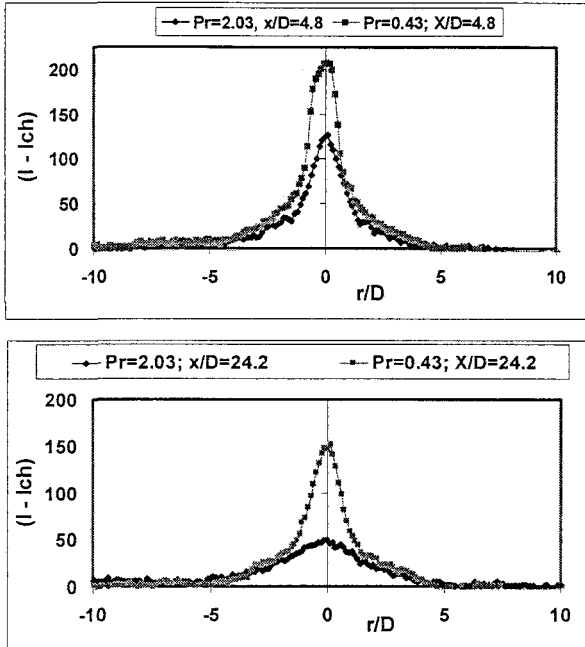 Pr=2.03, x/D=4.8 Pr=0.43; X/D=4.8
200
150
100
50
0
(I - Ich)
-10 -5 0 5 10
r/D
Pr=2.03; x/D=24.2 Pr=0.43; X/D=24.2
200
150
100
50
0
(I - Ich)
-10 -5 0 5 10
r/D